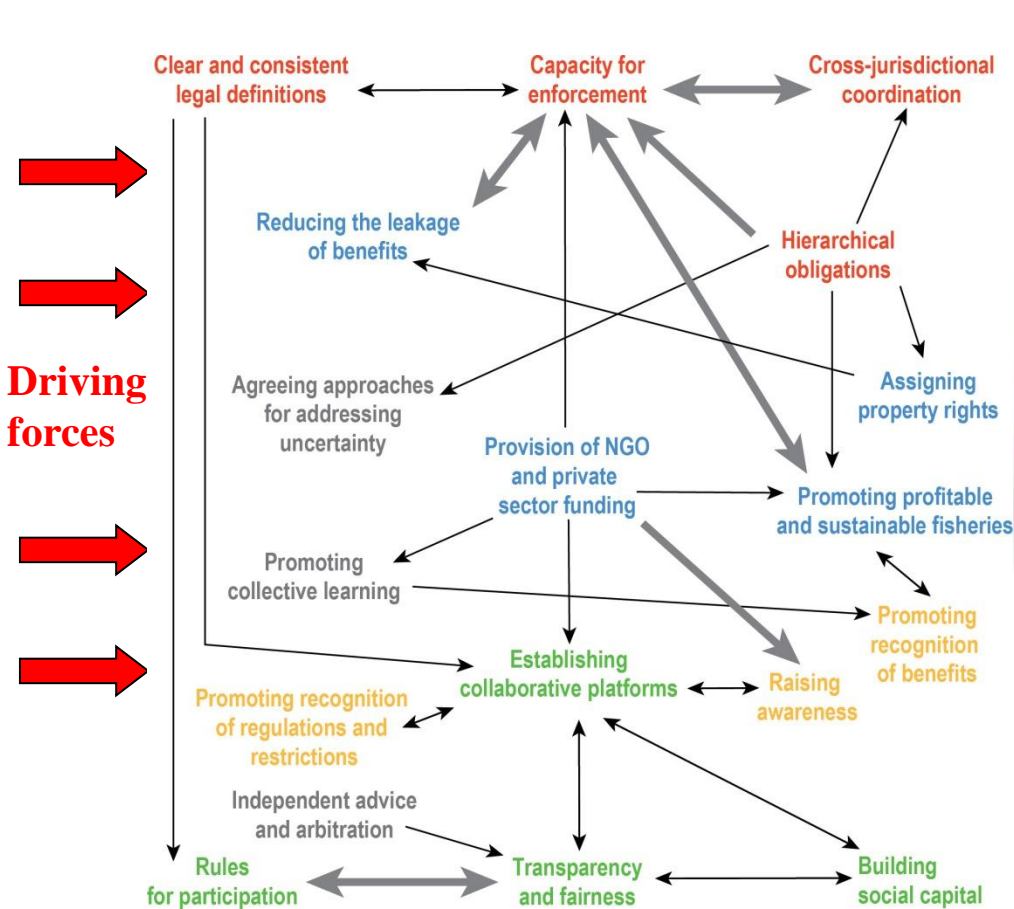 Clear and consistent
legal definitions
Capacity for
enforcement
Cross-jurisdictional
coordination
Reducing the leakage
of benefits
Hierarchical
obligations
Driving
forces
Agreeing approaches
for addressing
uncertainty
Assigning
property rights
Provision of NGO
and private
sector funding
Promoting profitable
and sustainable fisheries
Promoting
collective learning
Promoting
recognition
of benefits
Establishing
collaborative platforms
Raising
awareness
Promoting recognition
of regulations and
restrictions
Independent advice
and arbitration
Rules
for participation
Transparency
and fairness
Building
social capital